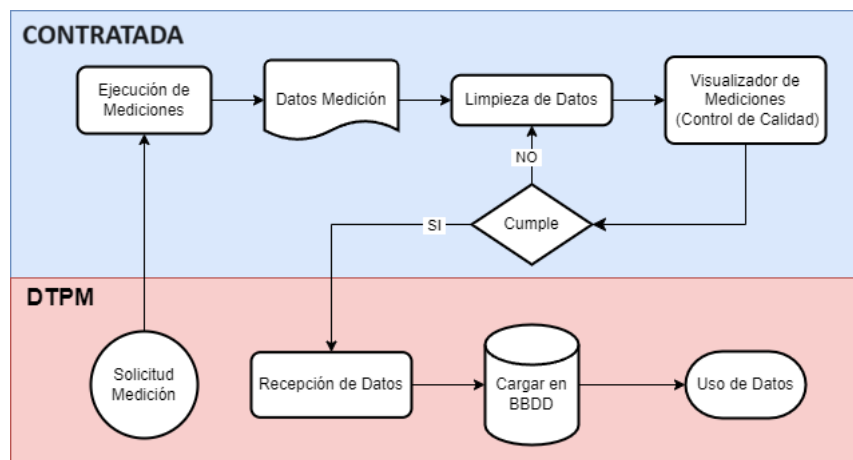 CONTRATADA
Ejecución de
Mediciones
Datos Medición
Limpieza de Datos
Visualizador de
Mediciones
(Control de Calidad)
NO
SI
Cumple
DTPM
Solicitud
Medición
Recepción de Datos
Cargar en
BBDD
Uso de Datos